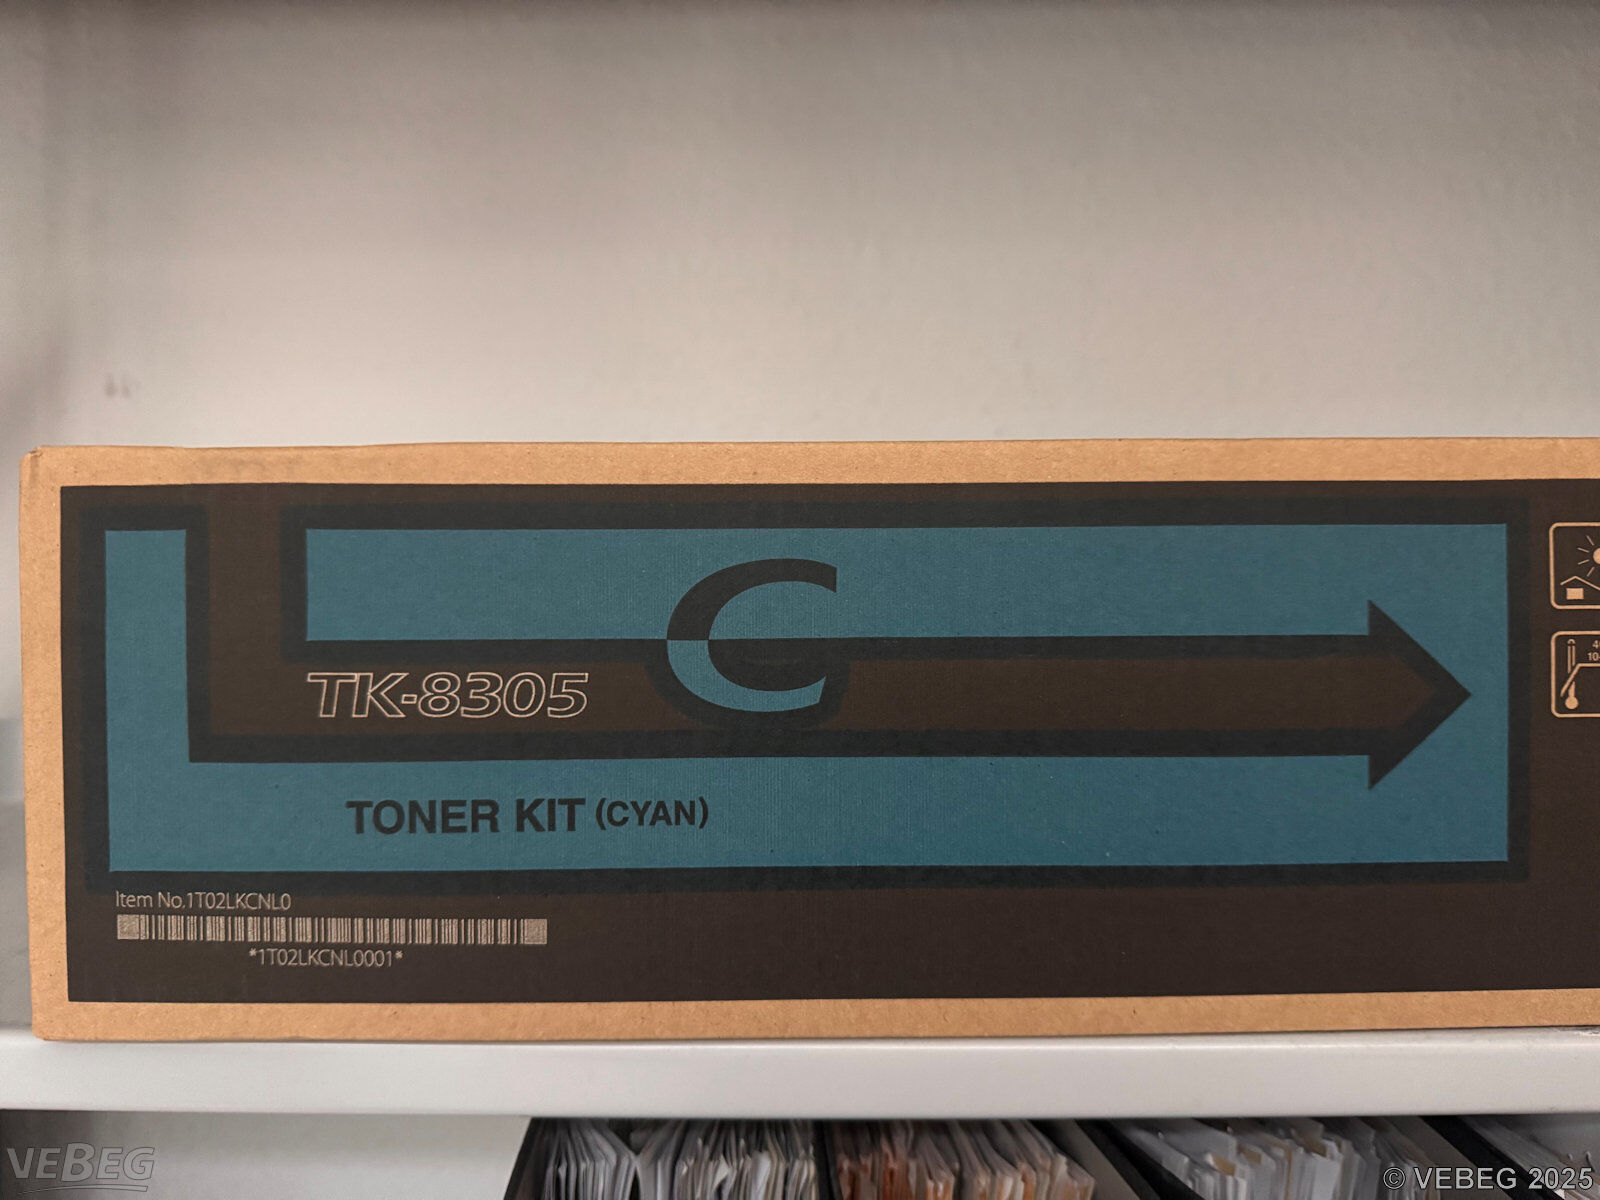 C
TK-8305
TONER KIT (CYAN)
Item No.1T02LKCNL0
*1T02LKCNL0001*
VEBEG
© VEBEG 2025